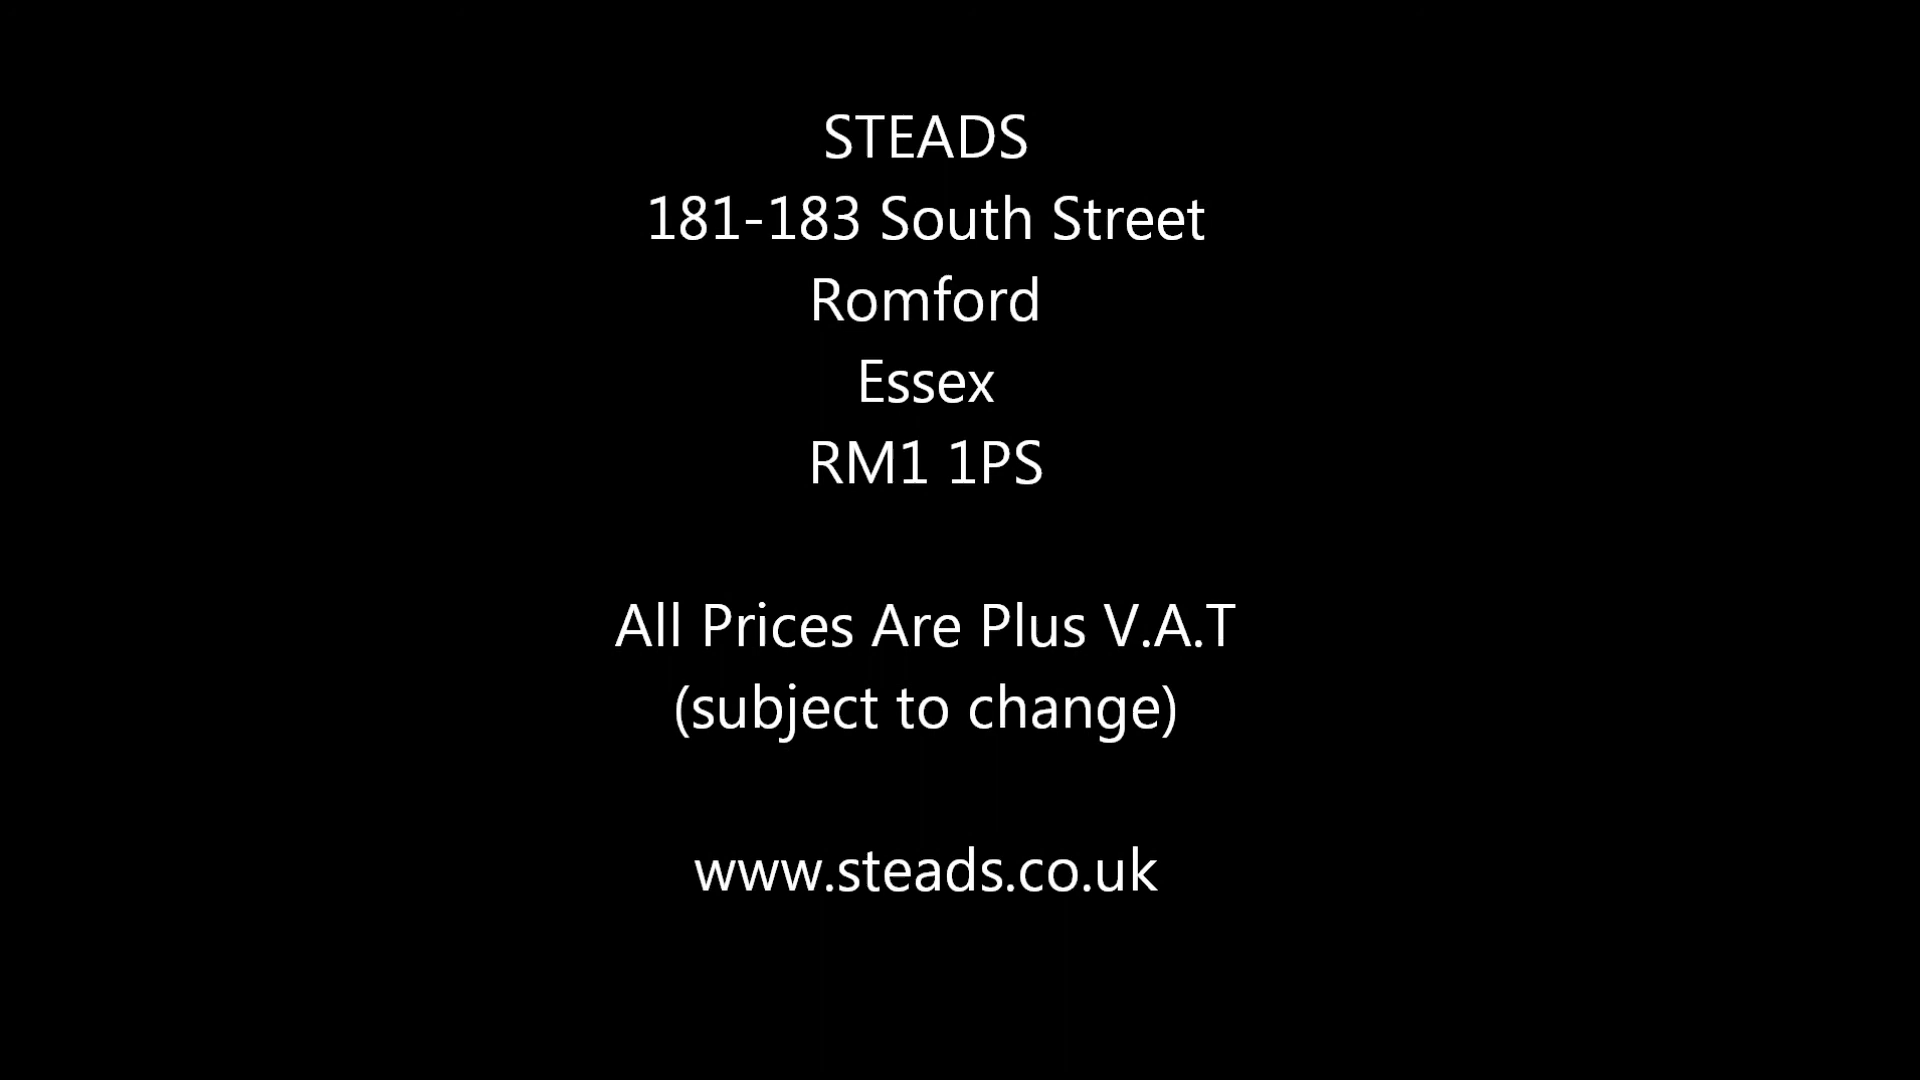 STEADS
181-183 South Street
Romford
Essex
RM1 1PS
All Prices Are Plus V.A.T
(subject to change)
www.steads.co.uk